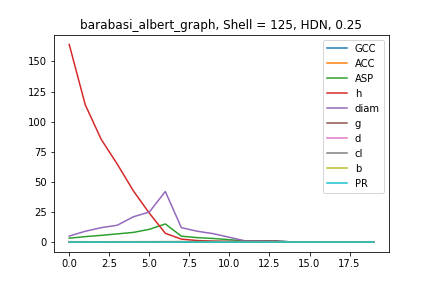 barabasi_albert_graph, Shell = 125, HDN, 0.25
150
125
100
75
50
25
0
0.0 2.5 5.0 7.5 10.0 12.5 15.0 17.5
GCC
ACC
ASP
h
diam
g
d
cl
b
PR